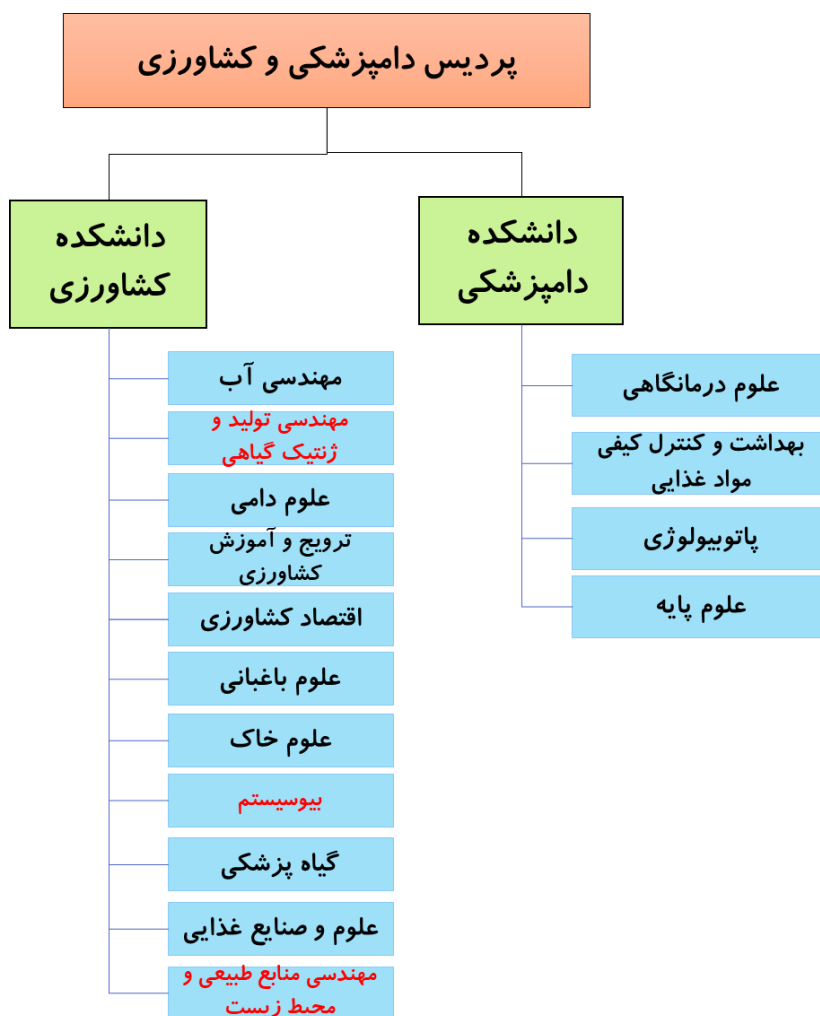 پردیس دامپزشکی و کشاورزی
دانشکده
دامپزشکی
علوم درمانگاهی
بهداشت و کنترل کیفی
مواد غذایی
پاتوبیولوژی
علوم پایه
دانشکده
کشاورزی
مهندسی آب
مهندسی تولید و
ژنتیک گیاهی
علوم دامی
ترویج و آموزش
کشاورزی
اقتصاد کشاورزی
علوم باغبانی
علوم خاک
بیوسیستم
گیاه پزشکی
علوم و صنایع غذایی
مهندسی منابع طبیعی و
محیط زیست